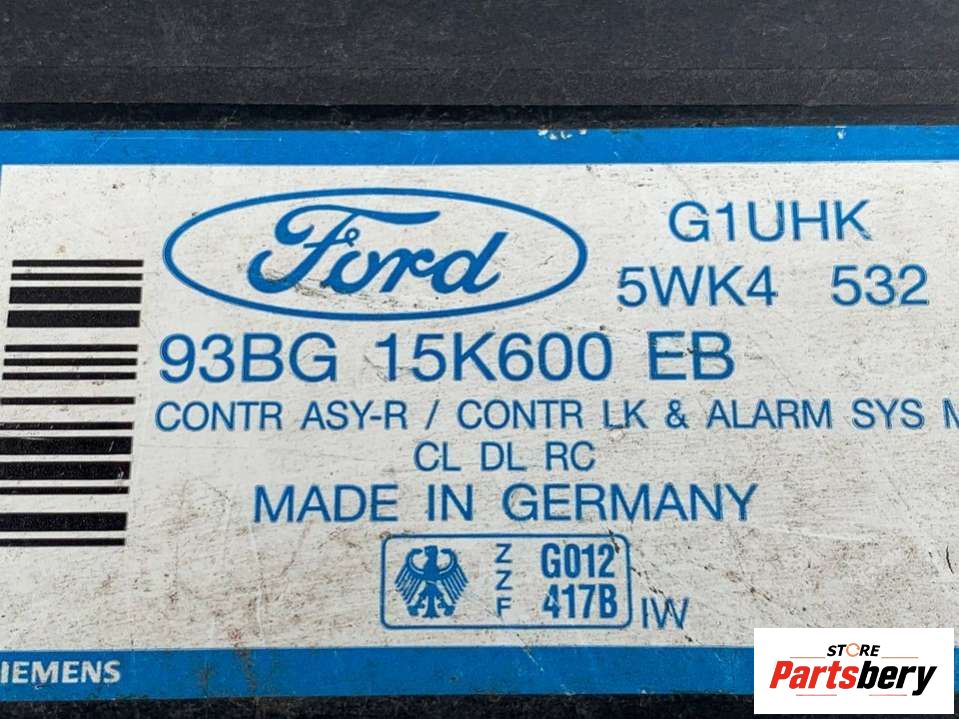 Ford
G1UHK
5WK4 532
93BG 15K600 EB
CONTR ASY-R / CONTR LK & ALARM SYS M
CL DL RC
MADE IN GERMANY
Z Z F G012 417B IW
IEMENS
STORE
Partsbery